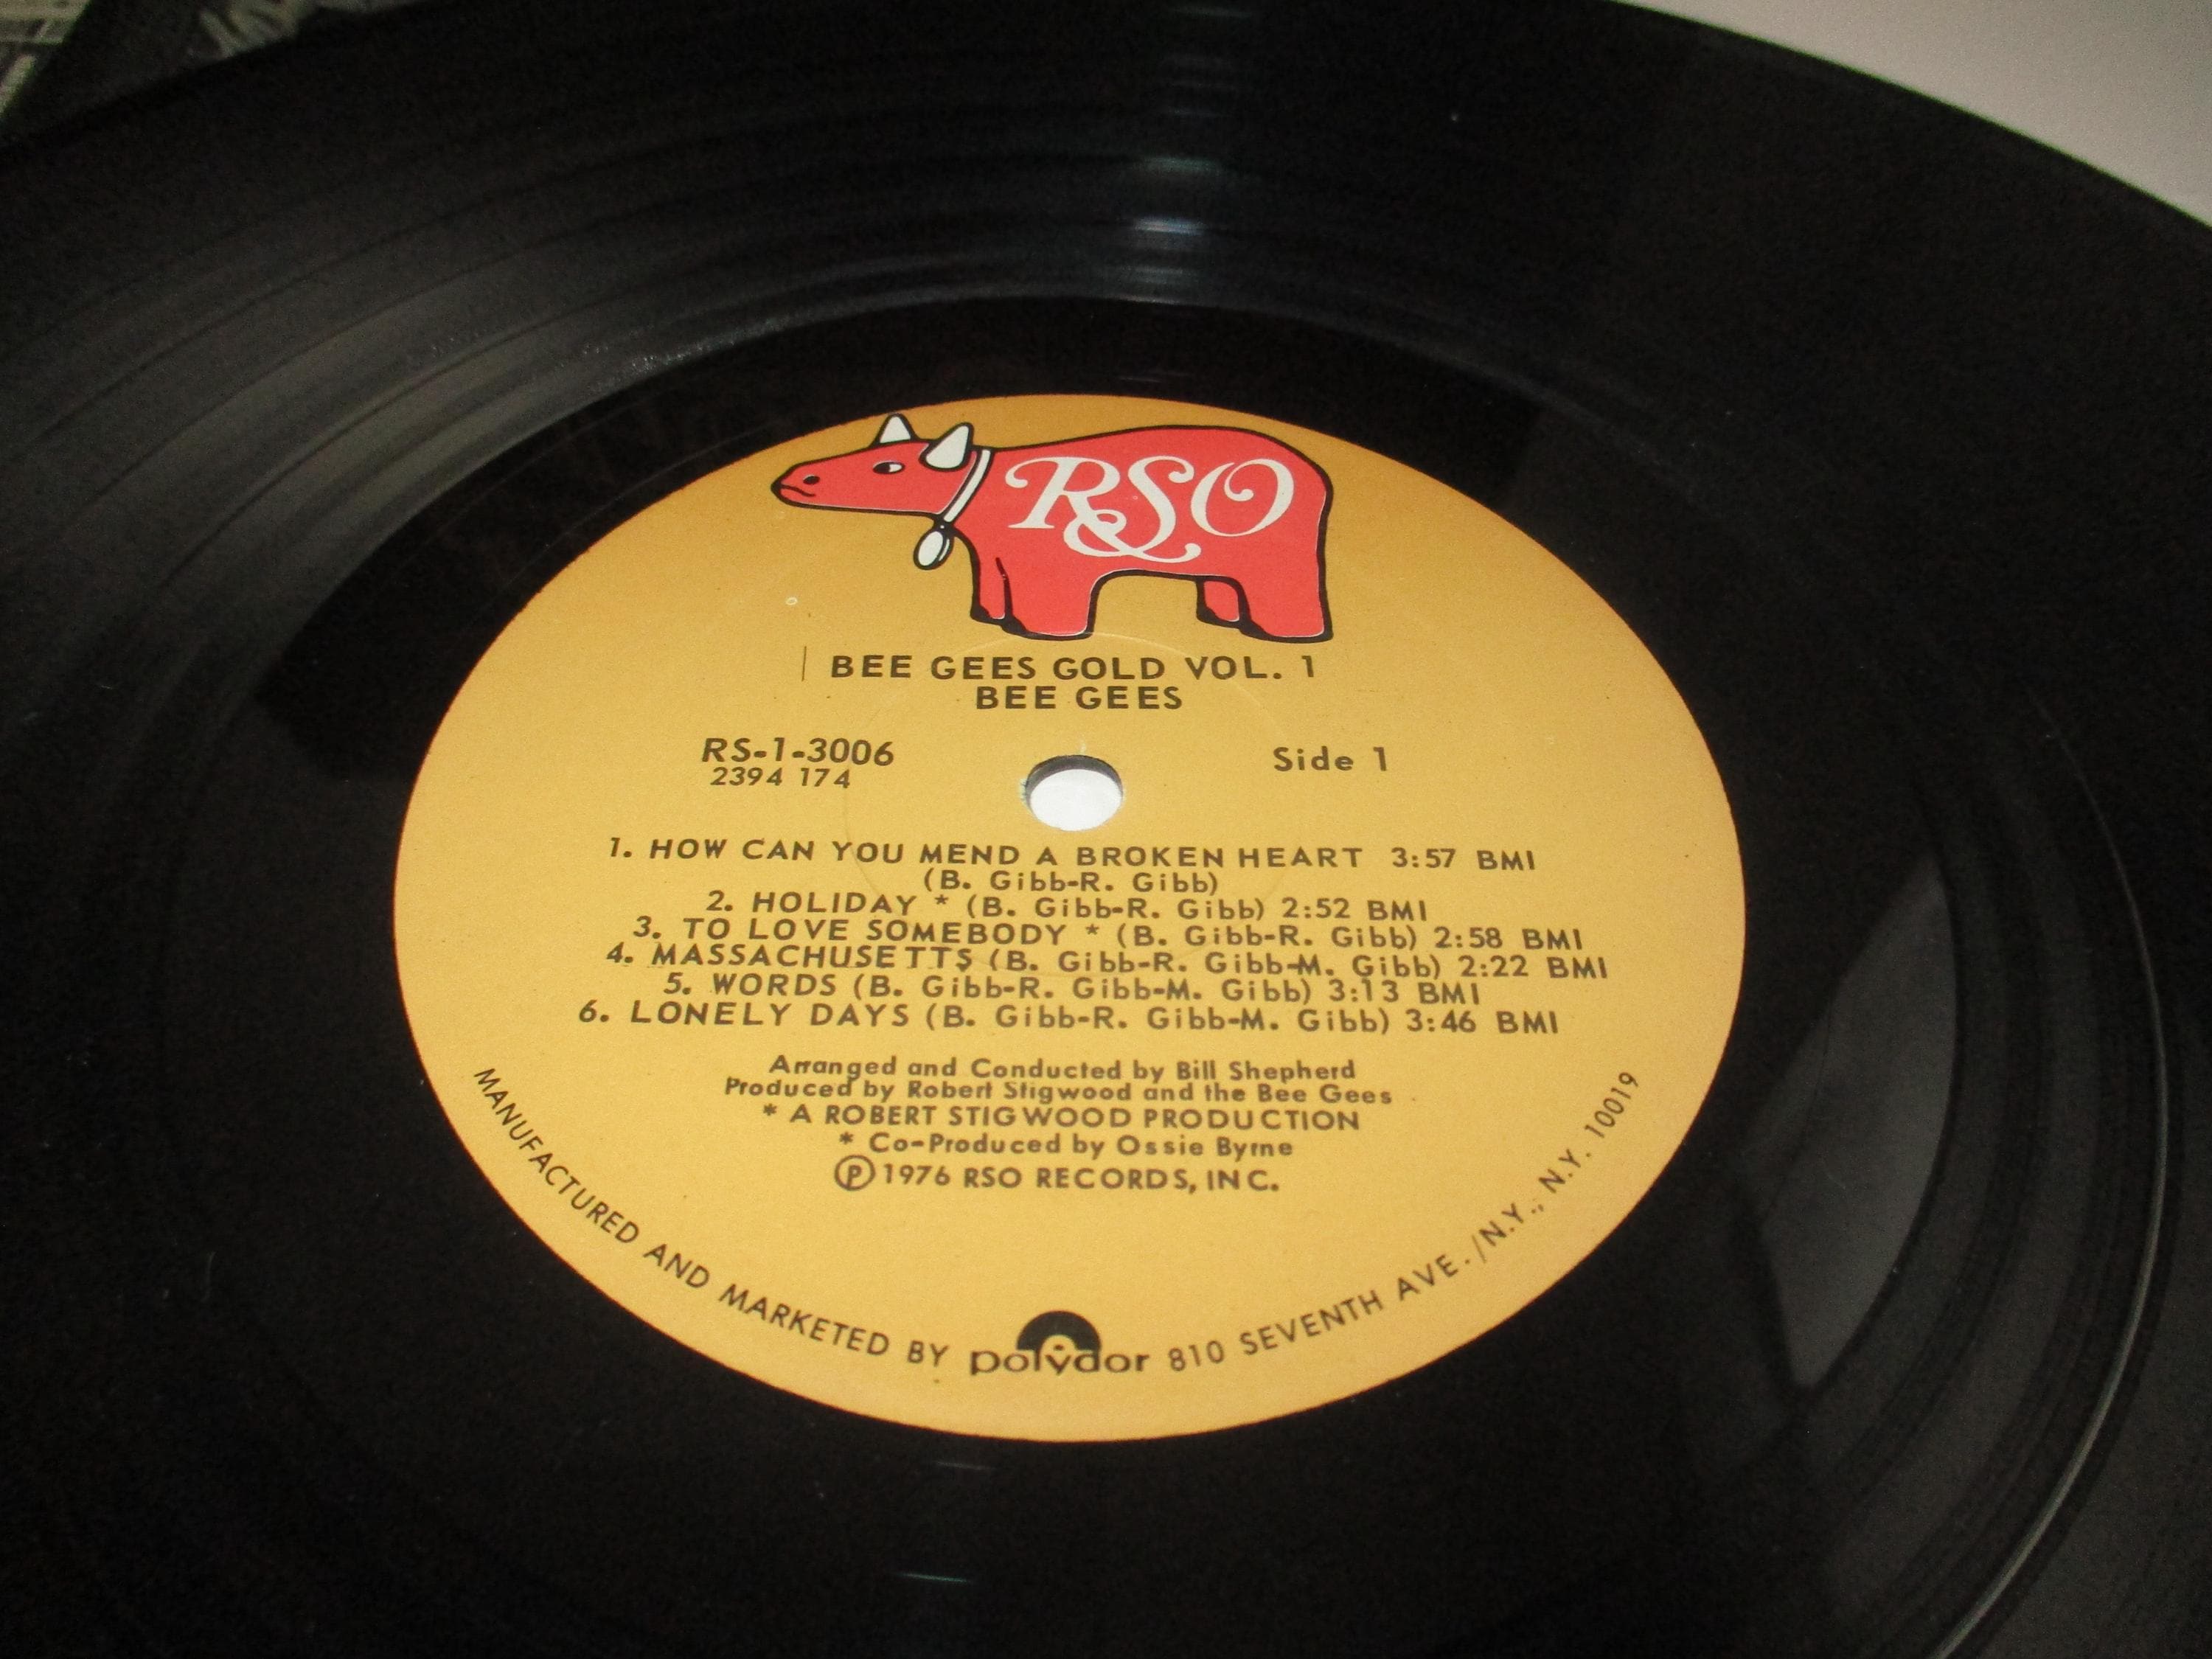 RSO
BEE GEES GOLD VOL. 1
BEE GEES
RS-1-3006
2394 174
Side 1
1. HOW CAN YOU MEND A BROKEN HEART 3:57 BMI
(B. Gibb-R. Gibb)
2. HOLIDAY * (B. Gibb-R. Gibb) 2:52 BMI
3. TO LOVE SOMEBODY * (B. Gibb-R. Gibb) 2:58 BMI
4. MASSACHUSETTS (B. Gibb-R. Gibb-M. Gibb) 2:22 BMI
5. WORDS (B. Gibb-R. Gibb-M. Gibb) 3:13 BMI
6. LONELY DAYS (B. Gibb-R. Gibb-M. Gibb) 3:46 BMI
Arranged and Conducted by Bill Shepherd
Produced by Robert Stigwood and the Bee Gees
* A ROBERT STIGWOOD PRODUCTION
* Co-Produced by Ossie Byrne
℗ 1976 RSO RECORDS, INC.
MANUFACTURED AND MARKETED BY polydor 810 SEVENTH AVE./N.Y., N.Y. 10019